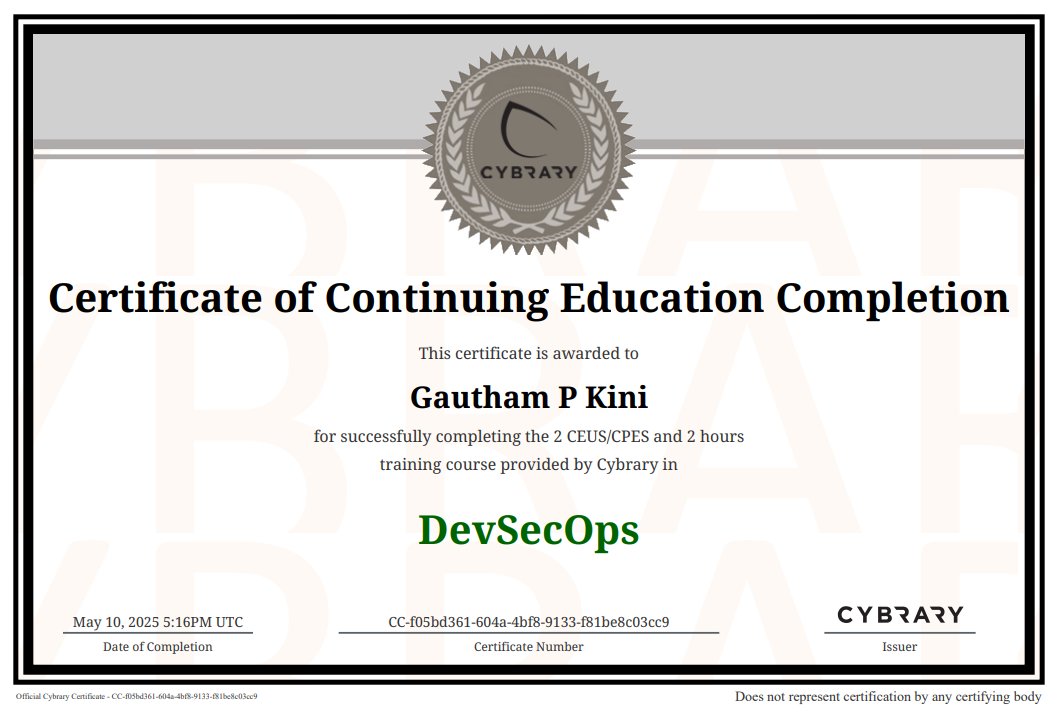 CYBRARY
Certificate of Continuing Education Completion
This certificate is awarded to
Gautham P Kini
for successfully completing the 2 CEUS/CPES and 2 hours
training course provided by Cybrary in
DevSecOps
May 10, 2025 5:16PM UTC
Date of Completion
CC-f05bd361-604a-4bf8-9133-f81be8c03cc9
Certificate Number
CYBRARY
Issuer
Official Cybrary Certificate - CC-f05bd361-604a-4bf8-9133-f81be8c03cc9
Does not represent certification by any certifying body